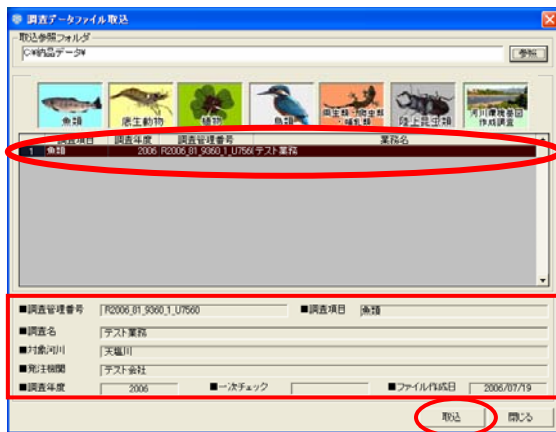 調査データファイル取込
取込参照フォルダ
C:¥納品データ¥
参照
魚類
底生動物
植物
鳥類
両生類・爬虫類・哺乳類
陸上昆虫類
河川環境基図作成調査
調査項目 調査年度 調査管理番号 業務名
1 魚類 2006 R2006_81_9360_1_U756( テスト業務
■調査管理番号 R2006_81_9360_1_U7560 ■調査項目 魚類
■調査名 テスト業務
■対象河川 天塩川
■発注機関 テスト会社
■調査年度 2006 ■一次チェック ■ファイル作成日 2006/07/19
取込 閉じる